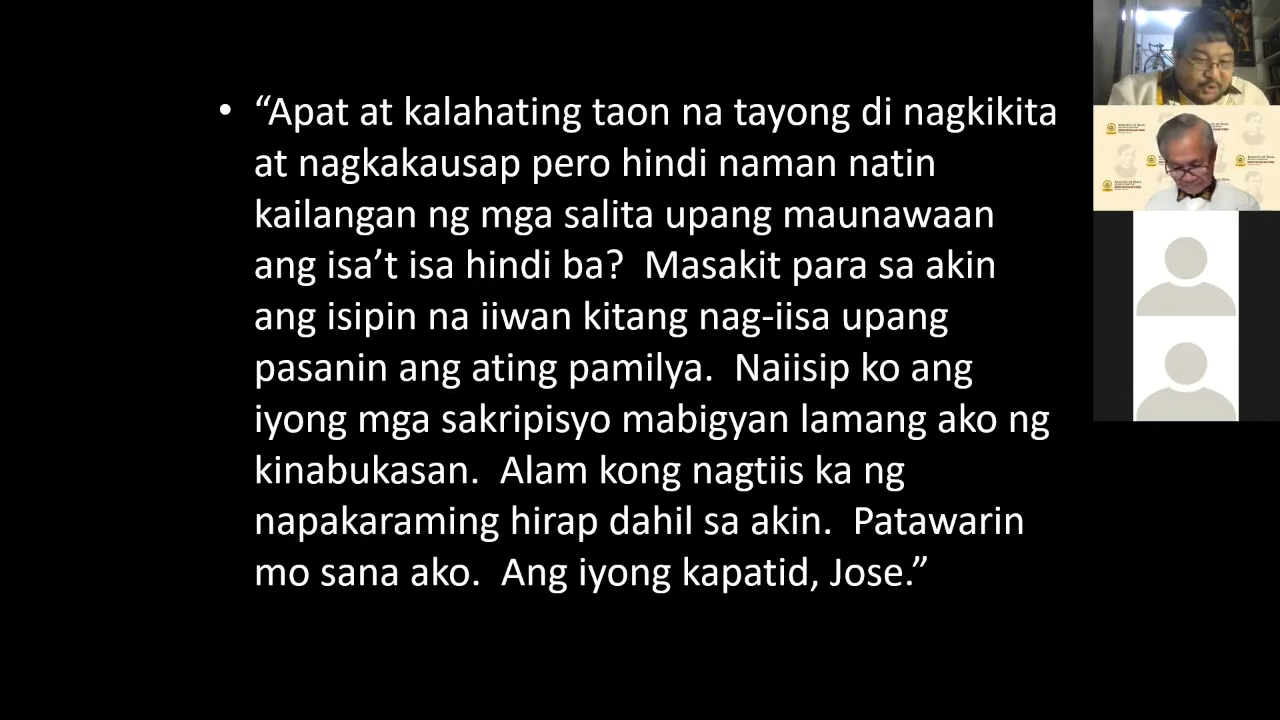 • “Apat at kalahating taon na tayong di nagkikita
at nagkakausap pero hindi naman natin
kailangan ng mga salita upang maunawaan
ang isa’t isa hindi ba?  Masakit para sa akin
ang isipin na iiwan kitang nag-iisa upang
pasanin ang ating pamilya.  Naiisip ko ang
iyong mga sakripisyo mabigyan lamang ako ng
kinabukasan.  Alam kong nagtiis ka ng
napakaraming hirap dahil sa akin.  Patawarin
mo sana ako.  Ang iyong kapatid, Jose.”